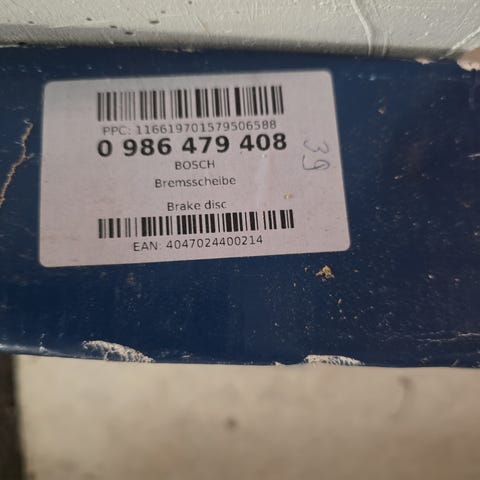 PPC: 116619701579506588
0 986 479 408
BOSCH
Bremsscheibe
Brake disc
EAN: 4047024400214
39